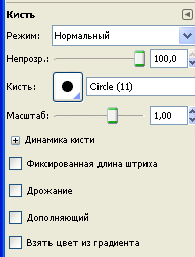 Кисть
Режим: Нормальный
Непрозр.: 100,0
Кисть: Circle (11)
Масштаб: 1,00
Динамика кисти
Фиксированная длина штриха
Дрожание
Дополняющий
Взять цвет из градиента